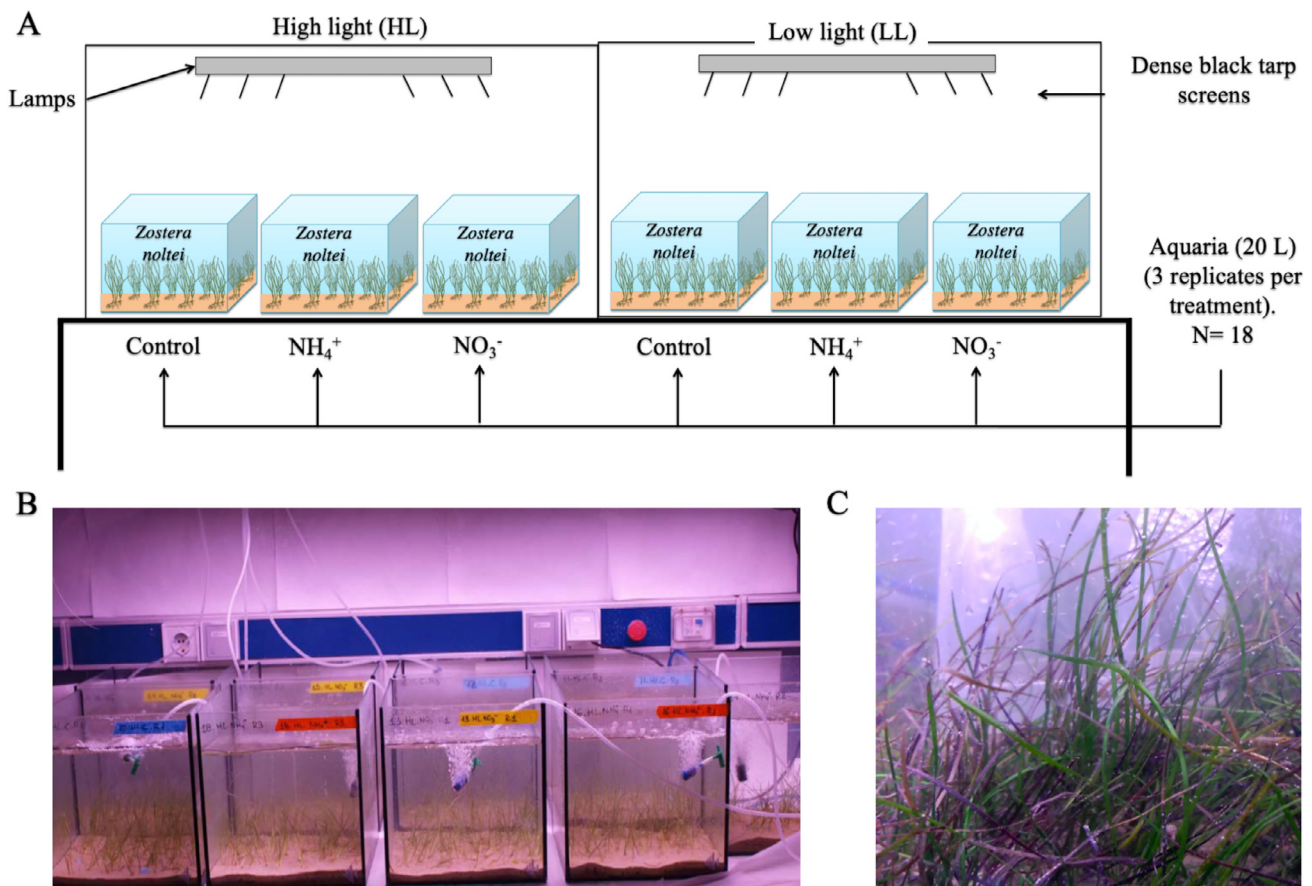 A
High light (HL)
Low light (LL)
Lamps
Dense black tarp
screens
Zostera
noltei
Zostera
noltei
Zostera
noltei
Zostera
noltei
Zostera
noltei
Zostera
noltei
Aquaria (20 L)
(3 replicates per
treatment).
N= 18
Control
NH₄⁺
NO₃⁻
Control
NH₄⁺
NO₃⁻
B
C